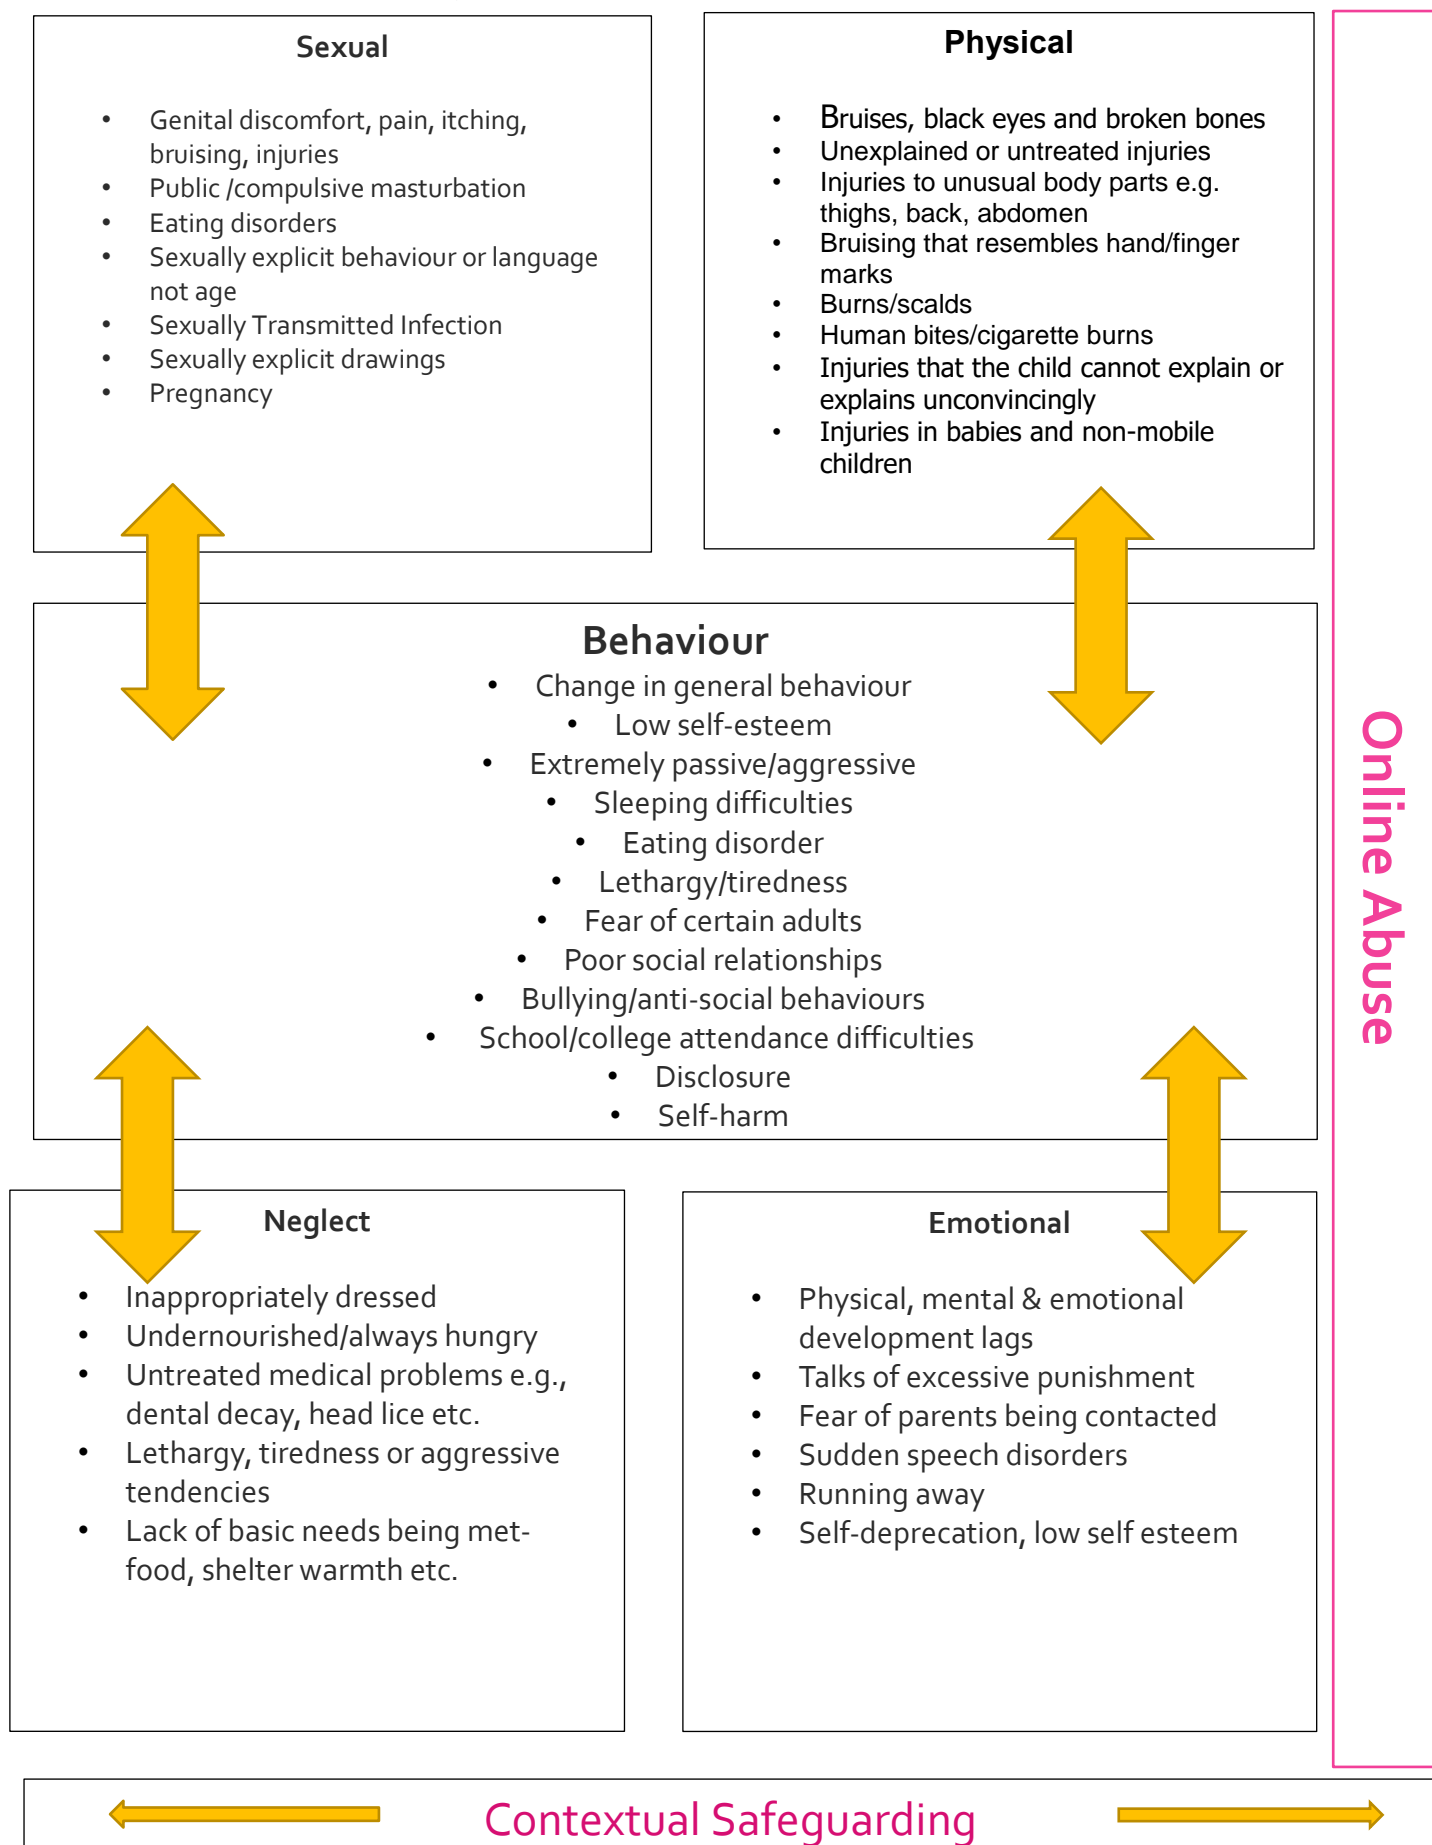 Sexual
• Genital discomfort, pain, itching,
bruising, injuries
• Public /compulsive masturbation
• Eating disorders
• Sexually explicit behaviour or language
not age
• Sexually Transmitted Infection
• Sexually explicit drawings
• Pregnancy
Physical
• Bruises, black eyes and broken bones
• Unexplained or untreated injuries
• Injuries to unusual body parts e.g.
thighs, back, abdomen
• Bruising that resembles hand/finger
marks
• Burns/scalds
• Human bites/cigarette burns
• Injuries that the child cannot explain or
explains unconvincingly
• Injuries in babies and non-mobile
children
Behaviour
• Change in general behaviour
• Low self-esteem
• Extremely passive/aggressive
• Sleeping difficulties
• Eating disorder
• Lethargy/tiredness
• Fear of certain adults
• Poor social relationships
• Bullying/anti-social behaviours
• School/college attendance difficulties
• Disclosure
• Self-harm
Neglect
• Inappropriately dressed
• Undernourished/always hungry
• Untreated medical problems e.g.,
dental decay, head lice etc.
• Lethargy, tiredness or aggressive
tendencies
• Lack of basic needs being met-
food, shelter warmth etc.
Emotional
• Physical, mental & emotional
development lags
• Talks of excessive punishment
• Fear of parents being contacted
• Sudden speech disorders
• Running away
• Self-deprecation, low self esteem
Online Abuse
Contextual Safeguarding